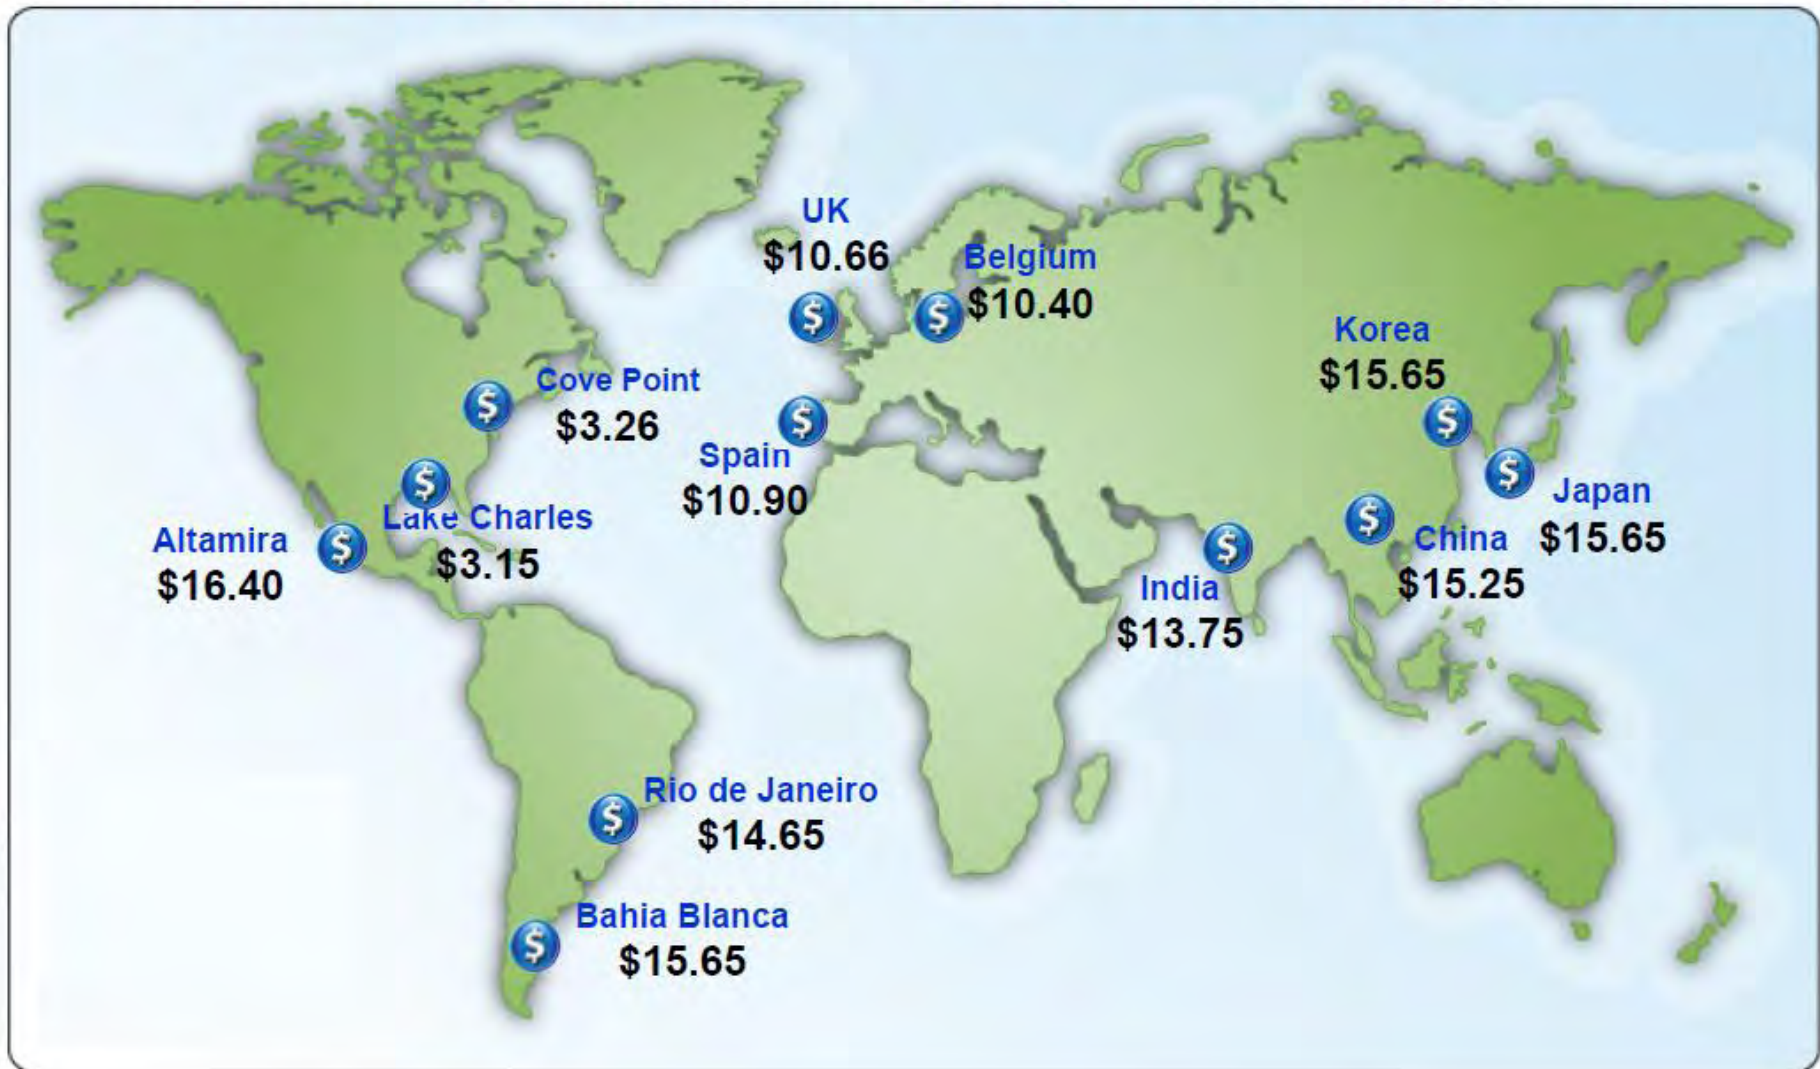 UK
$10.66
Belgium
$10.40
Korea
$15.65
Cove Point
$3.26
Spain
$10.90
Japan
$15.65
Lake Charles
$3.15
Altamira
$16.40
China
$15.25
India
$13.75
Rio de Janeiro
$14.65
Bahia Blanca
$15.65